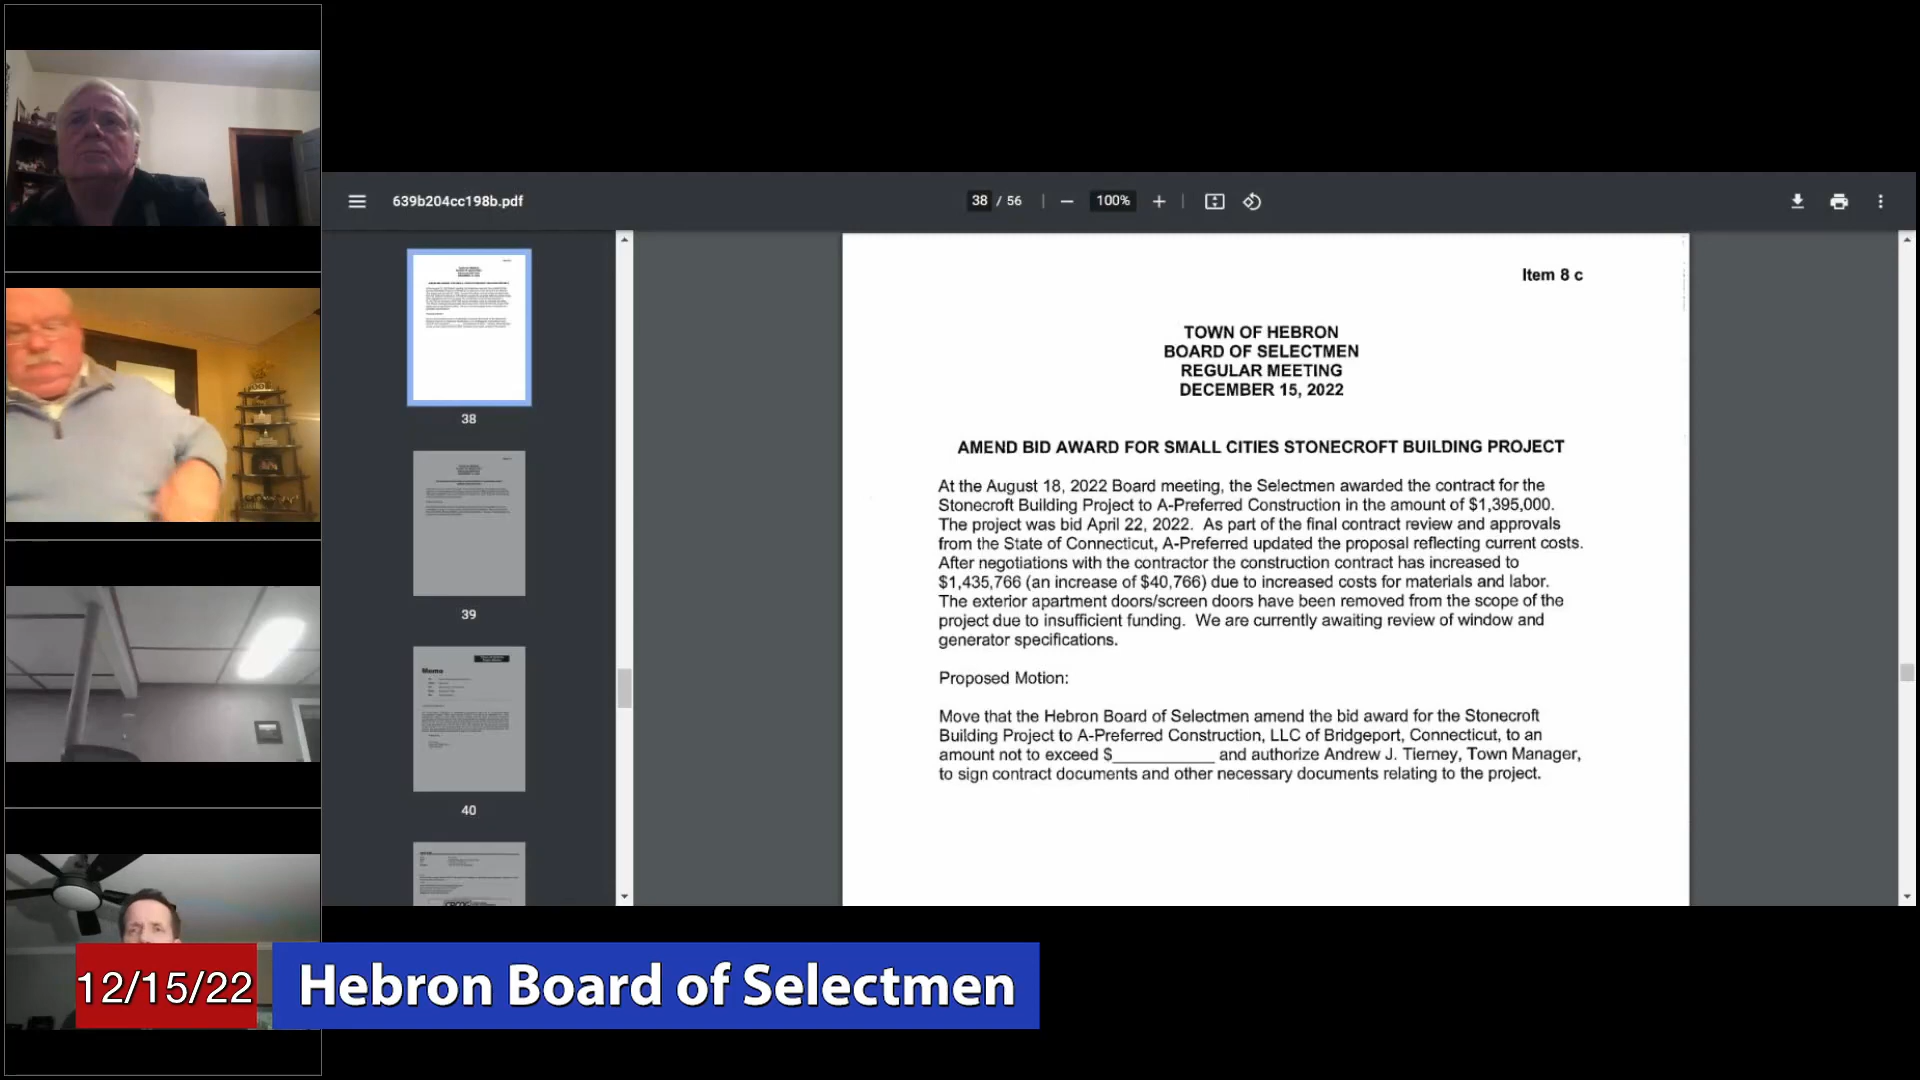 639b204cc198b.pdf
38 / 56
100%
38
39
Memo
40
Item 8 c
TOWN OF HEBRON
BOARD OF SELECTMEN
REGULAR MEETING
DECEMBER 15, 2022
AMEND BID AWARD FOR SMALL CITIES STONECROFT BUILDING PROJECT
At the August 18, 2022 Board meeting, the Selectmen awarded the contract for the
Stonecroft Building Project to A-Preferred Construction in the amount of $1,395,000.
The project was bid April 22, 2022. As part of the final contract review and approvals
from the State of Connecticut, A-Preferred updated the proposal reflecting current costs.
After negotiations with the contractor the construction contract has increased to
$1,435,766 (an increase of $40,766) due to increased costs for materials and labor.
The exterior apartment doors/screen doors have been removed from the scope of the
project due to insufficient funding. We are currently awaiting review of window and
generator specifications.
Proposed Motion:
Move that the Hebron Board of Selectmen amend the bid award for the Stonecroft
Building Project to A-Preferred Construction, LLC of Bridgeport, Connecticut, to an
amount not to exceed $____________ and authorize Andrew J. Tierney, Town Manager,
to sign contract documents and other necessary documents relating to the project.
12/15/22
Hebron Board of Selectmen